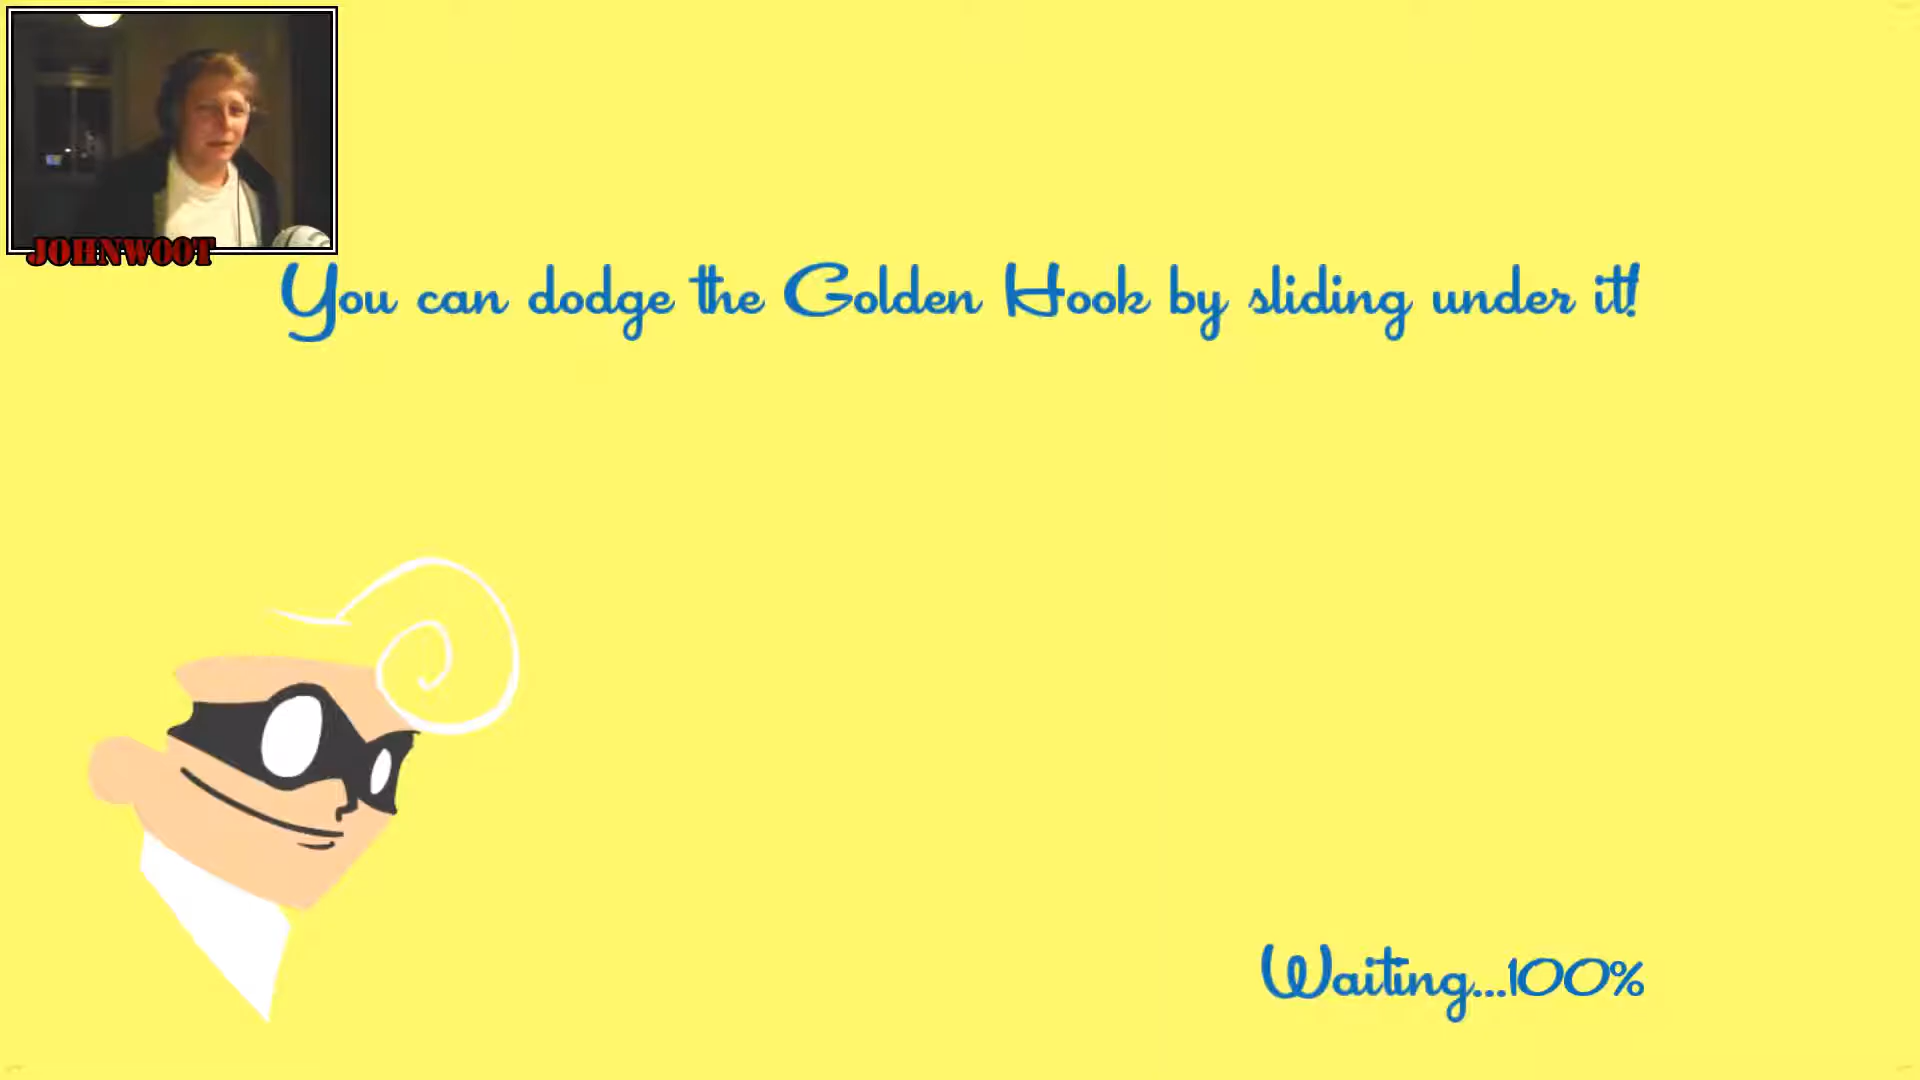 JOHNWOOT
You can dodge the Golden Hook by sliding under it!
Waiting...100%